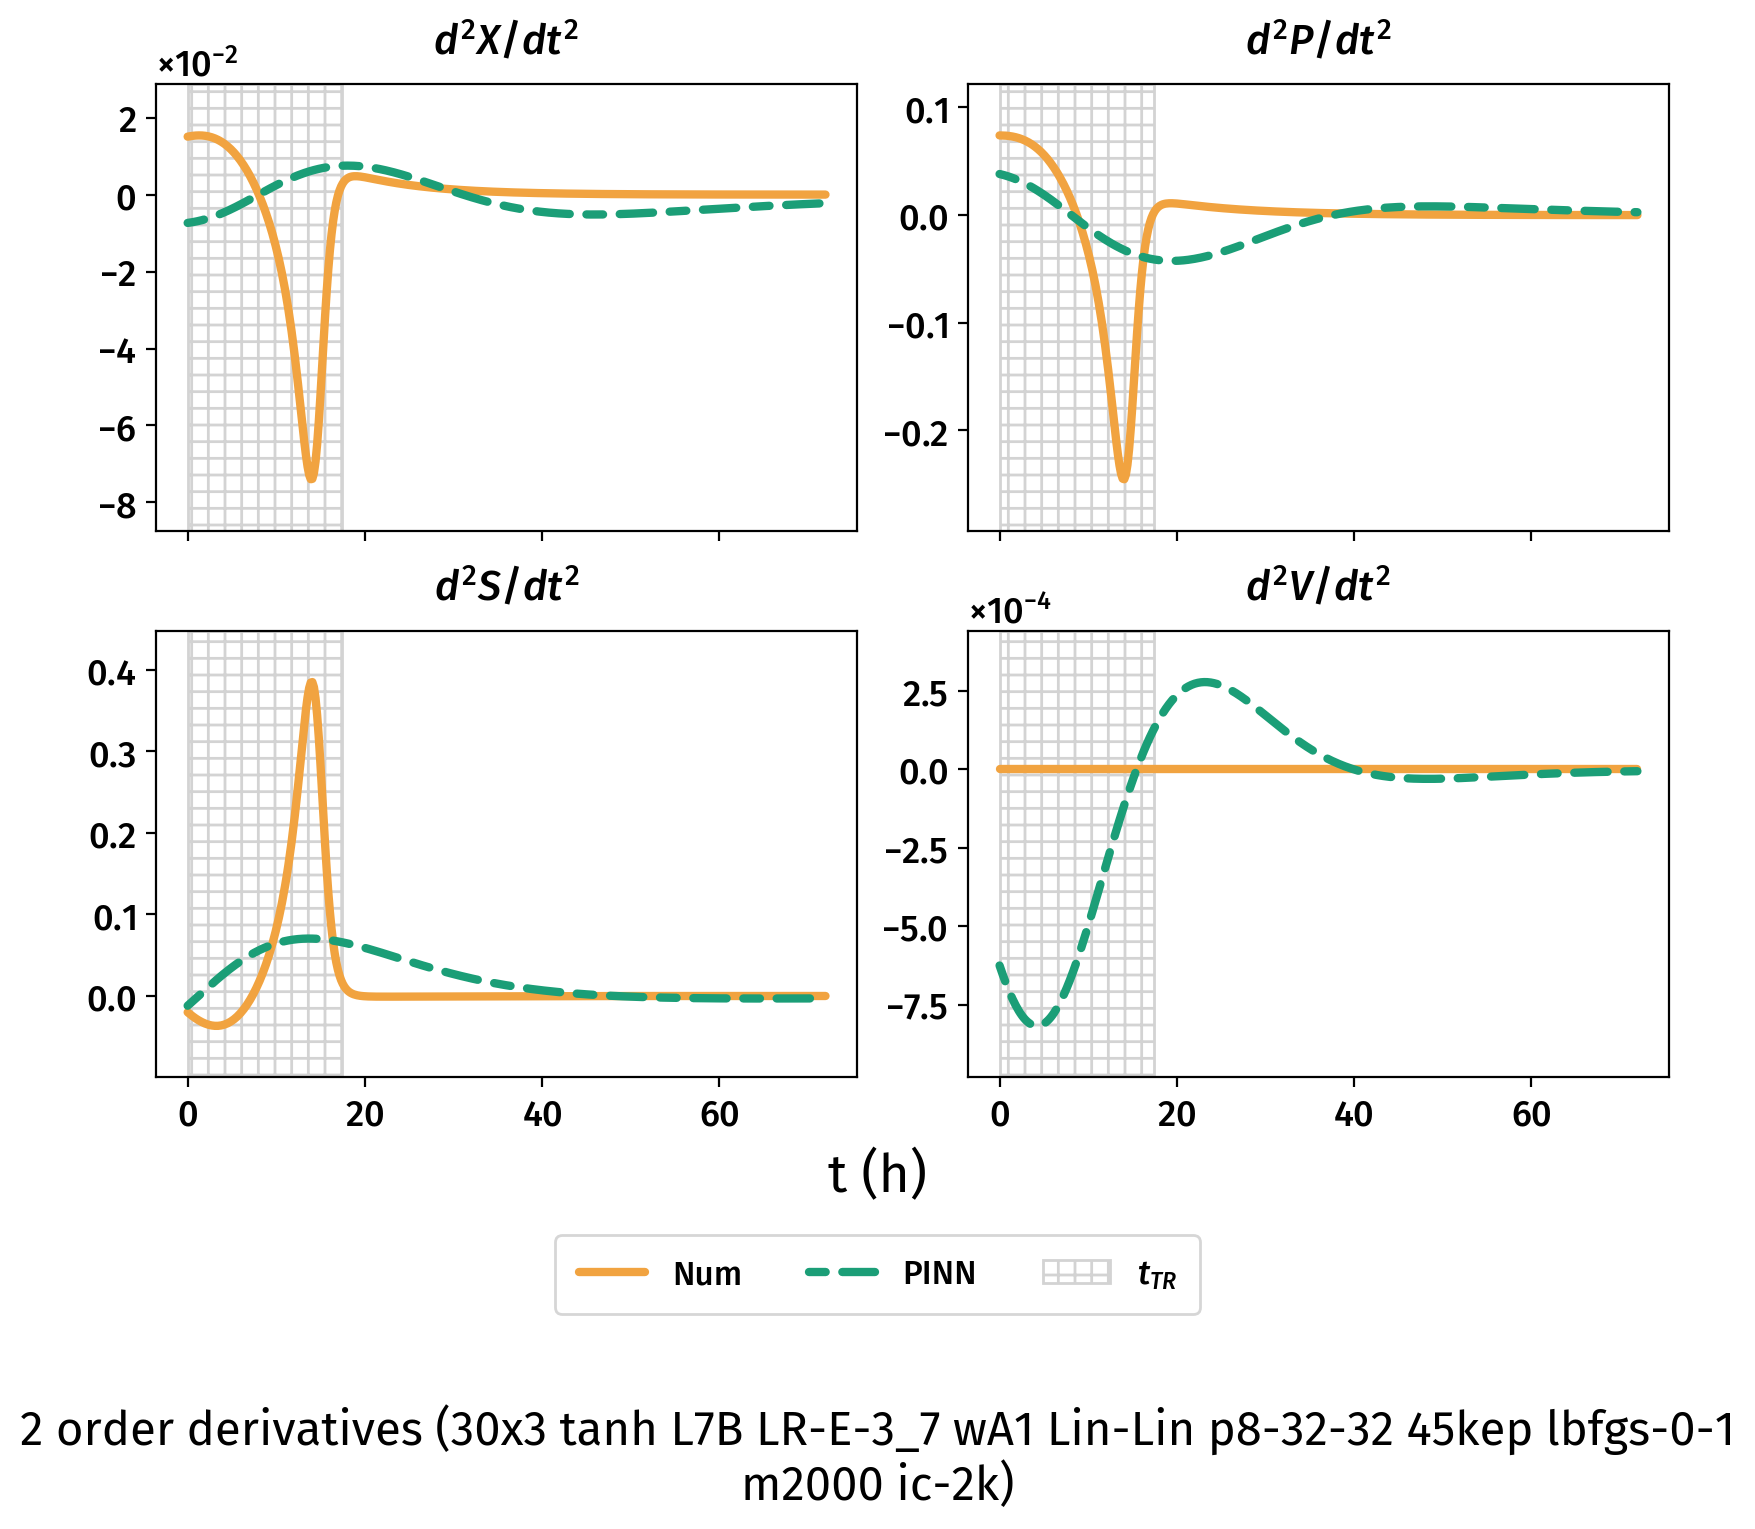 d²X/dt²
×10⁻²
2
0
−2
−4
−6
−8
d²P/dt²
0.1
0.0
−0.1
−0.2
d²S/dt²
0.4
0.3
0.2
0.1
0.0
0 20 40 60
d²V/dt²
×10⁻⁴
2.5
0.0
−2.5
−5.0
−7.5
0 20 40 60
t (h)
Num PINN t_TR
2 order derivatives (30x3 tanh L7B LR-E-3_7 wA1 Lin-Lin p8-32-32 45kep lbfgs-0-1
m2000 ic-2k)